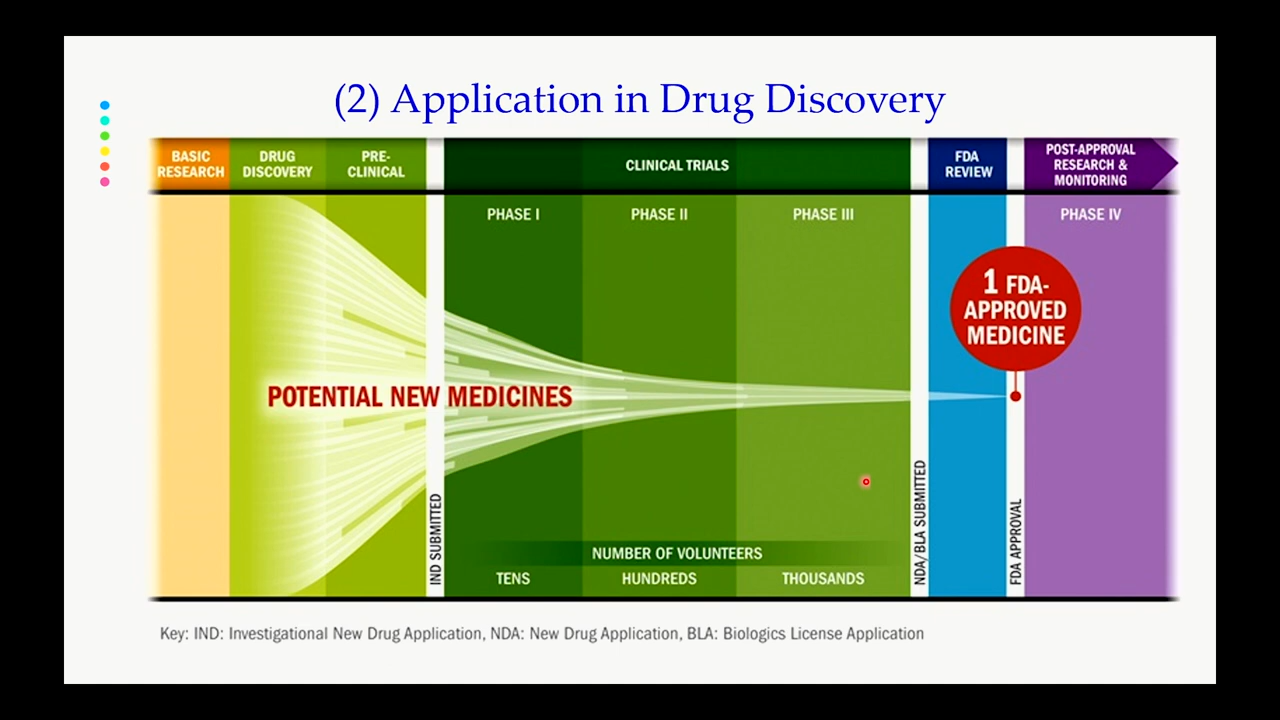 (2) Application in Drug Discovery
BASIC
RESEARCH
DRUG
DISCOVERY
PRE-
CLINICAL
CLINICAL TRIALS
FDA
REVIEW
POST-APPROVAL
RESEARCH &
MONITORING
PHASE I
PHASE II
PHASE III
PHASE IV
1 FDA-
APPROVED
MEDICINE
POTENTIAL NEW MEDICINES
IND SUBMITTED
NDA/BLA SUBMITTED
FDA APPROVAL
NUMBER OF VOLUNTEERS
TENS
HUNDREDS
THOUSANDS
Key: IND: Investigational New Drug Application, NDA: New Drug Application, BLA: Biologics License Application